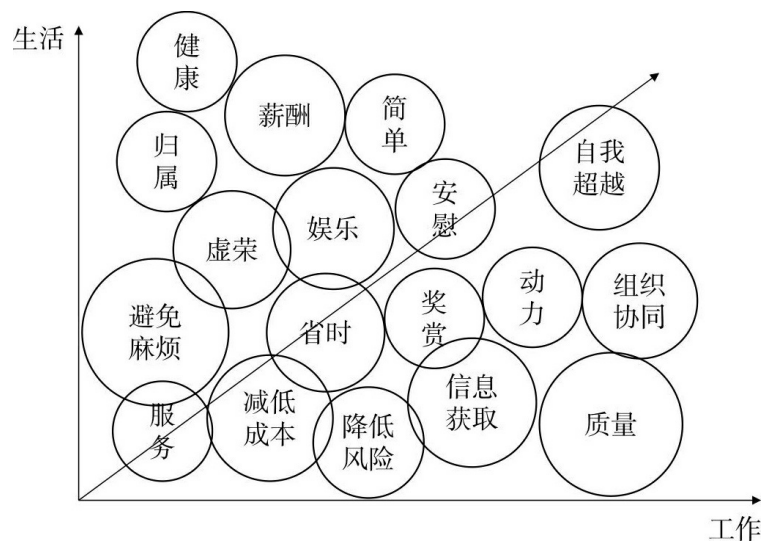 生活
健
康
薪酬
简
单
归
属
自我
超越
安
慰
娱乐
虚荣
动
力
组织
协同
奖
赏
避免
麻烦
省时
信息
获取
服
务
减低
成本
降低
风险
质量
工作